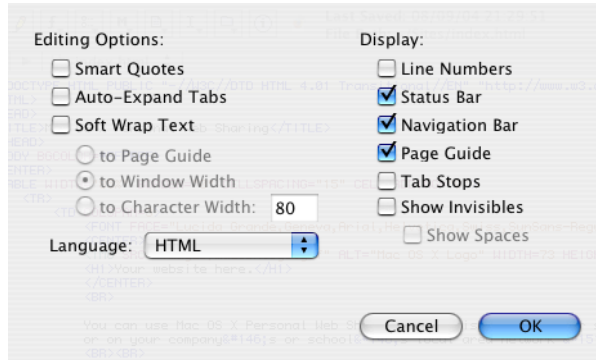 Editing Options:
Smart Quotes
Auto-Expand Tabs
Soft Wrap Text
to Page Guide
to Window Width
to Character Width: 80
Language: HTML
Display:
Line Numbers
Status Bar
Navigation Bar
Page Guide
Tab Stops
Show Invisibles
Show Spaces
Cancel
OK